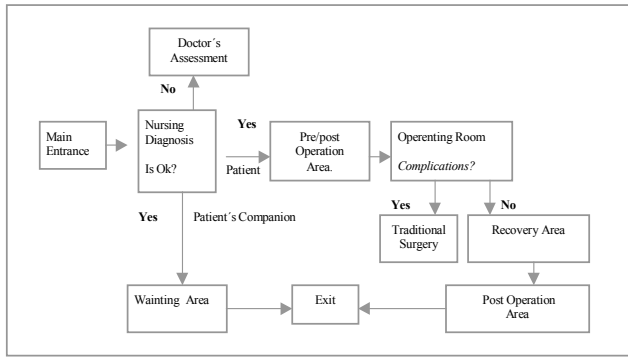 Doctor´s
Assessment
No
Main
Entrance
Nursing
Diagnosis
Is Ok?
Yes
Patient
Pre/post
Operation
Area.
Operenting Room
Complications?
Yes
No
Yes
Patient´s Companion
Traditional
Surgery
Recovery Area
Wainting Area
Exit
Post Operation
Area